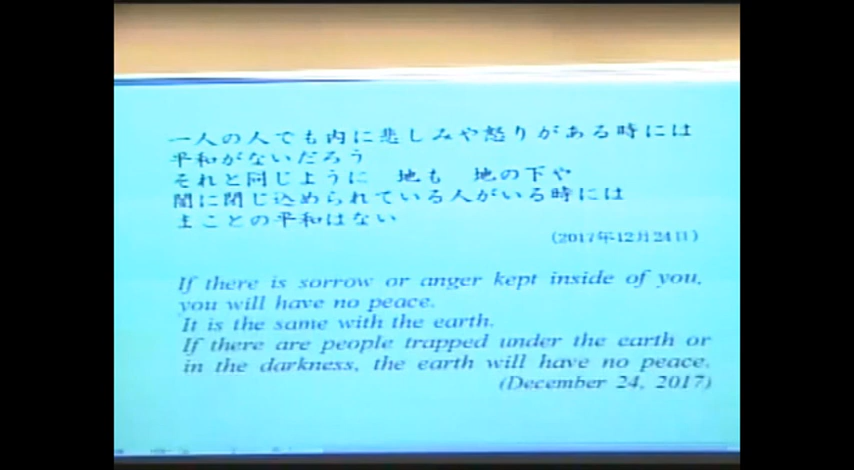 一人の人でも内に悲しみや怒りがある時には
平和がないだろう
それと同じように　地も　地の下や
闇に閉じ込められている人がいる時には
まことの平和はない
(2017年12月24日)
If there is sorrow or anger kept inside of you,
you will have no peace.
It is the same with the earth.
If there are people trapped under the earth or
in the darkness, the earth will have no peace.
(December 24, 2017)